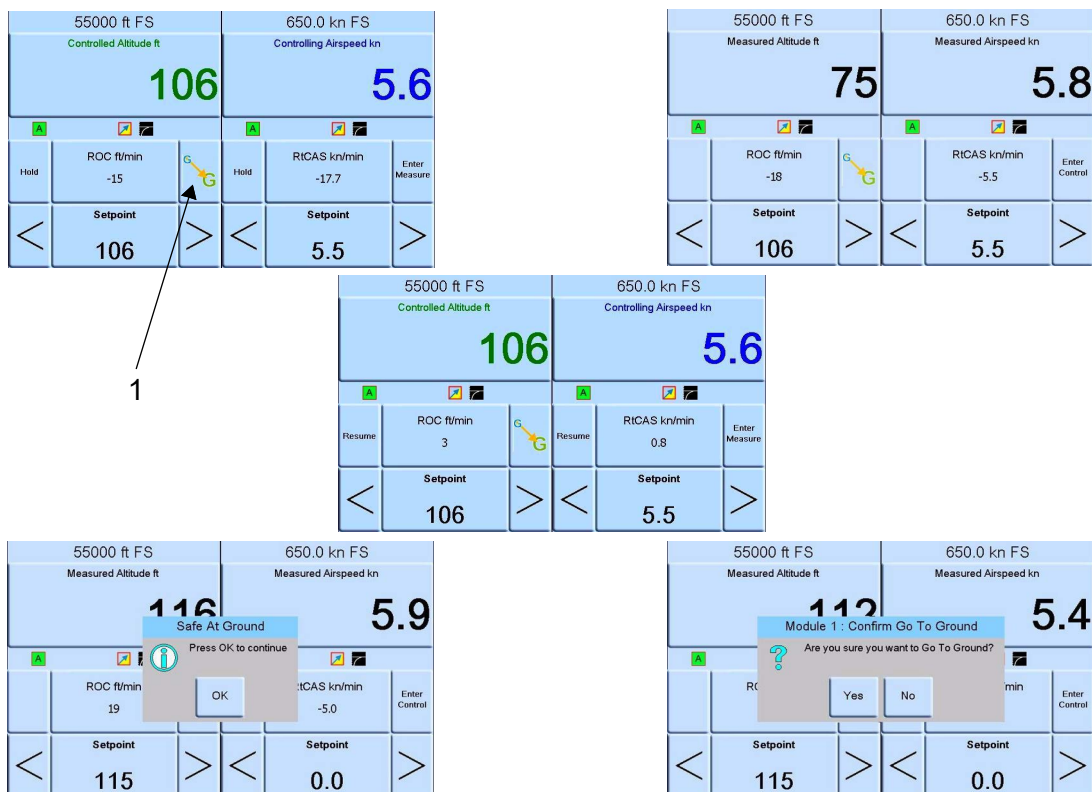 55000 ft FS 650.0 kn FS
Controlled Altitude ft Controlling Airspeed kn
106 5.6
A A
Hold ROC ft/min G Hold RtCAS kn/min Enter Measure
-15 G -17.7
Setpoint Setpoint
< 106 > < 5.5 >
1
55000 ft FS 650.0 kn FS
Measured Altitude ft Measured Airspeed kn
75 5.8
A A
ROC ft/min G RtCAS kn/min Enter Control
-18 G -5.5
Setpoint Setpoint
< 106 > < 5.5 >
55000 ft FS 650.0 kn FS
Controlled Altitude ft Controlling Airspeed kn
106 5.6
A A
Resume ROC ft/min G Resume RtCAS kn/min Enter Measure
3 G 0.8
Setpoint Setpoint
< 106 > < 5.5 >
55000 ft FS 650.0 kn FS
Measured Altitude ft Measured Airspeed kn
116 5.9
Safe At Ground
Press OK to continue
A
ROC ft/min OK tCAS kn/min Enter Control
19 -5.0
Setpoint Setpoint
< 115 > < 0.0 >
55000 ft FS 650.0 kn FS
Measured Altitude ft Measured Airspeed kn
112 5.4
Module 1 : Confirm Go To Ground
? Are you sure you want to Go To Ground?
A
Yes No min Enter Control
Setpoint Setpoint
< 115 > < 0.0 >